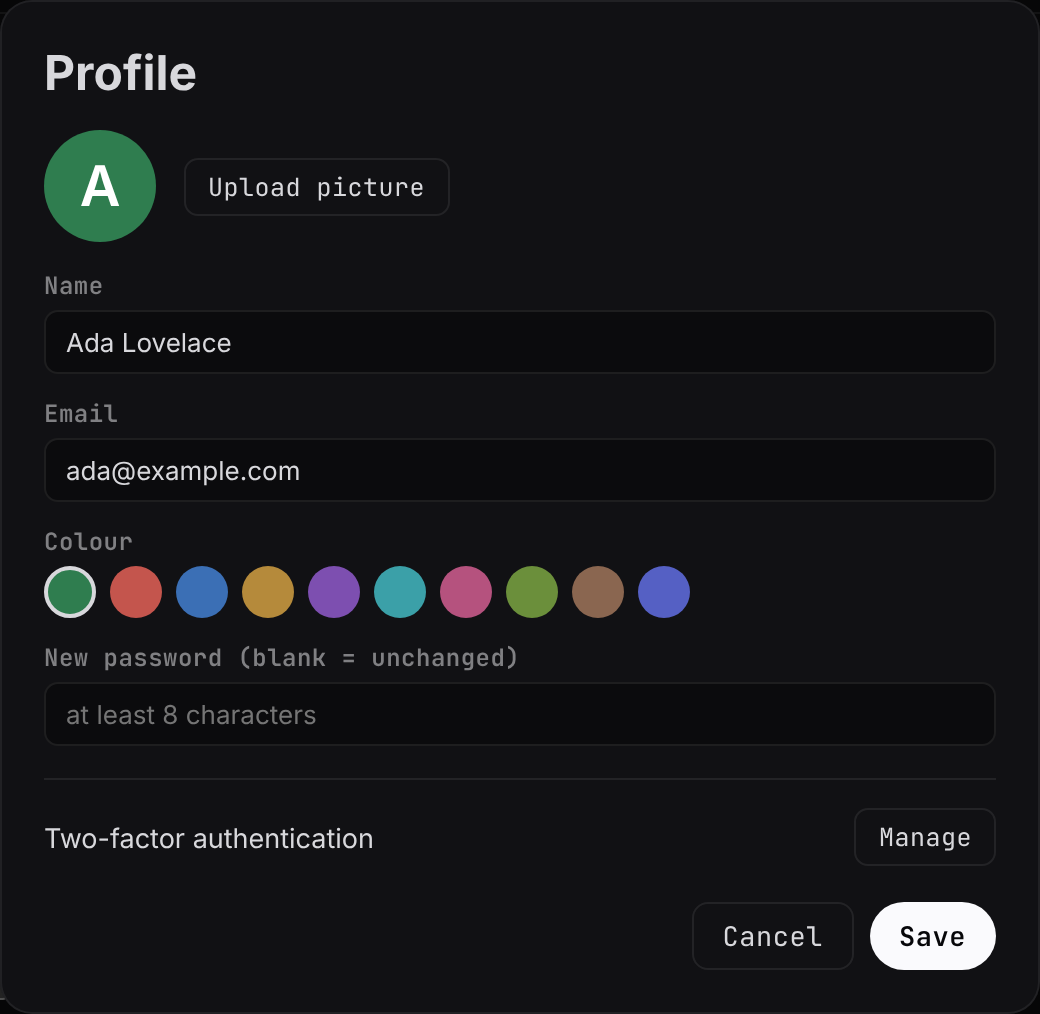 Profile
A
Upload picture
Name
Ada Lovelace
Email
ada@example.com
Colour
New password (blank = unchanged)
at least 8 characters
Two-factor authentication
Manage
Cancel
Save